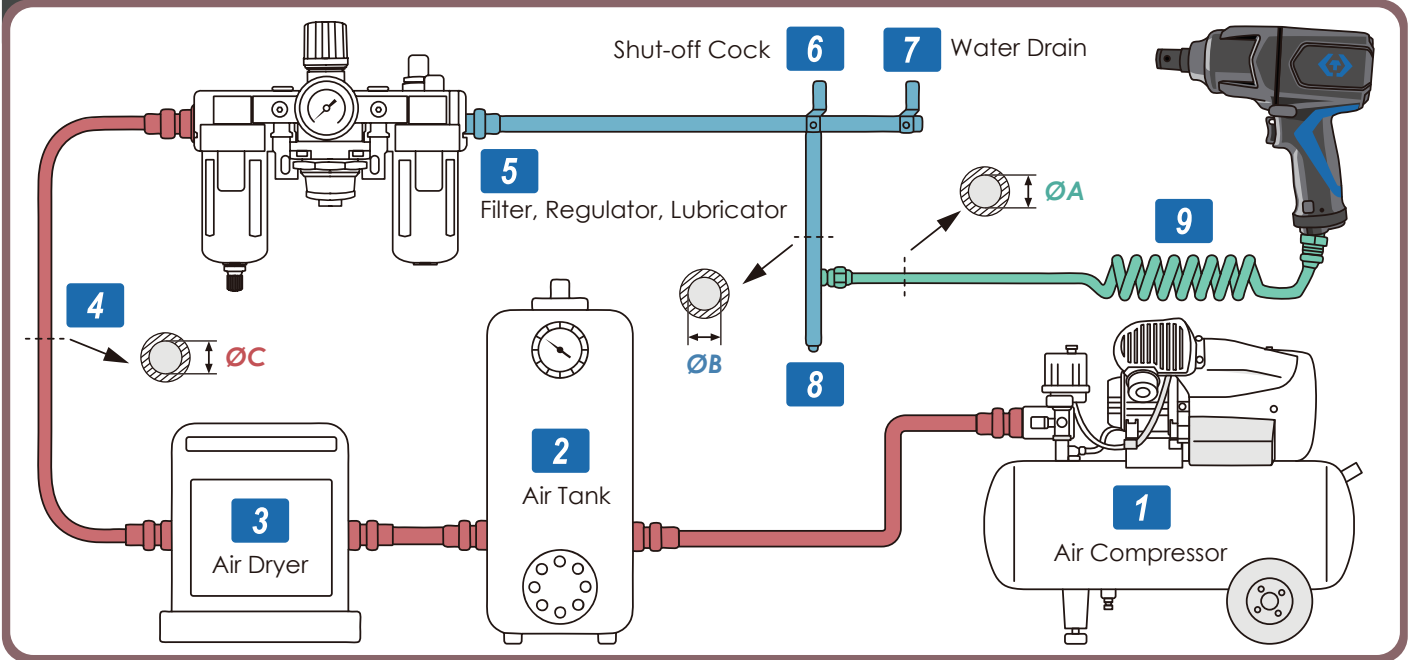 Shut-off Cock
6
7
Water Drain
5
Filter, Regulator, Lubricator
ØA
9
4
ØC
ØB
8
2
Air Tank
3
Air Dryer
1
Air Compressor